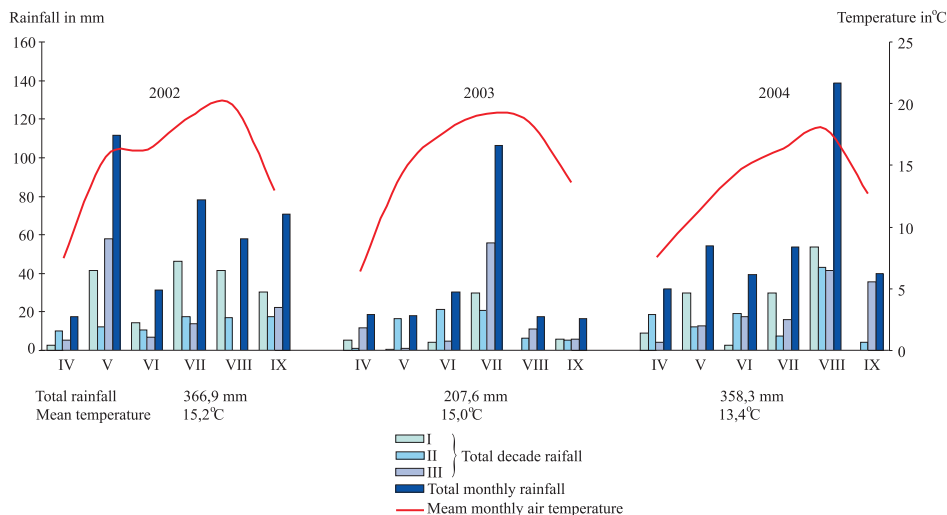 Rainfall in mm
Temperature in°C
160
140
120
100
80
60
40
20
0
25
20
15
10
5
0
2002
2003
2004
IV V VI VII VIII IX
IV V VI VII VIII IX
IV V VI VII VIII IX
Total rainfall 366,9 mm 207,6 mm 358,3 mm
Mean temperature 15,2°C 15,0°C 13,4°C
I
II
III
Total decade raifall
Total monthly rainfall
Meam monthly air temperature